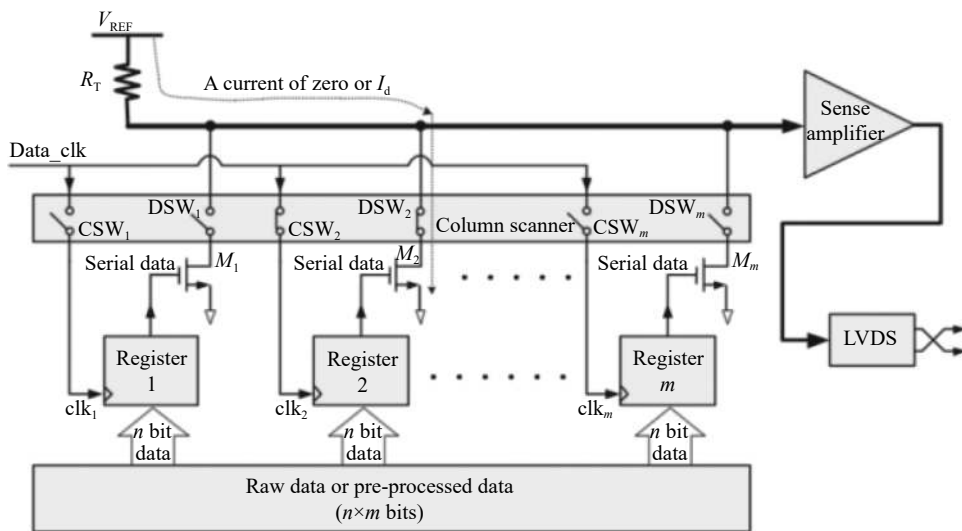 V_REF
R_T
A current of zero or I_d
Sense
amplifier
Data_clk
DSW_1
DSW_2
DSW_m
CSW_1
CSW_2
Column scanner
CSW_m
Serial data
M_1
Serial data
M_2
Serial data
M_m
Register
1
Register
2
Register
m
LVDS
clk_1
clk_2
clk_m
n bit
data
n bit
data
n bit
data
Raw data or pre-processed data
(n×m bits)